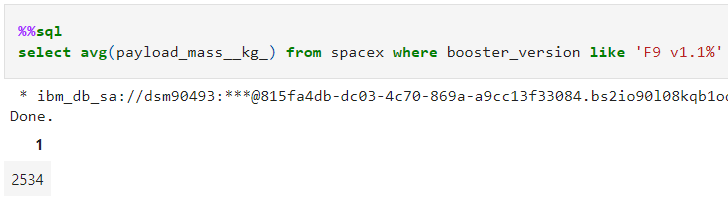 %%sql
select avg(payload_mass__kg_) from spacex where booster_version like 'F9 v1.1%'
* ibm_db_sa://dsm90493:***@815fa4db-dc03-4c70-869a-a9cc13f33084.bs2io90l08kqb1od
Done.
1
2534